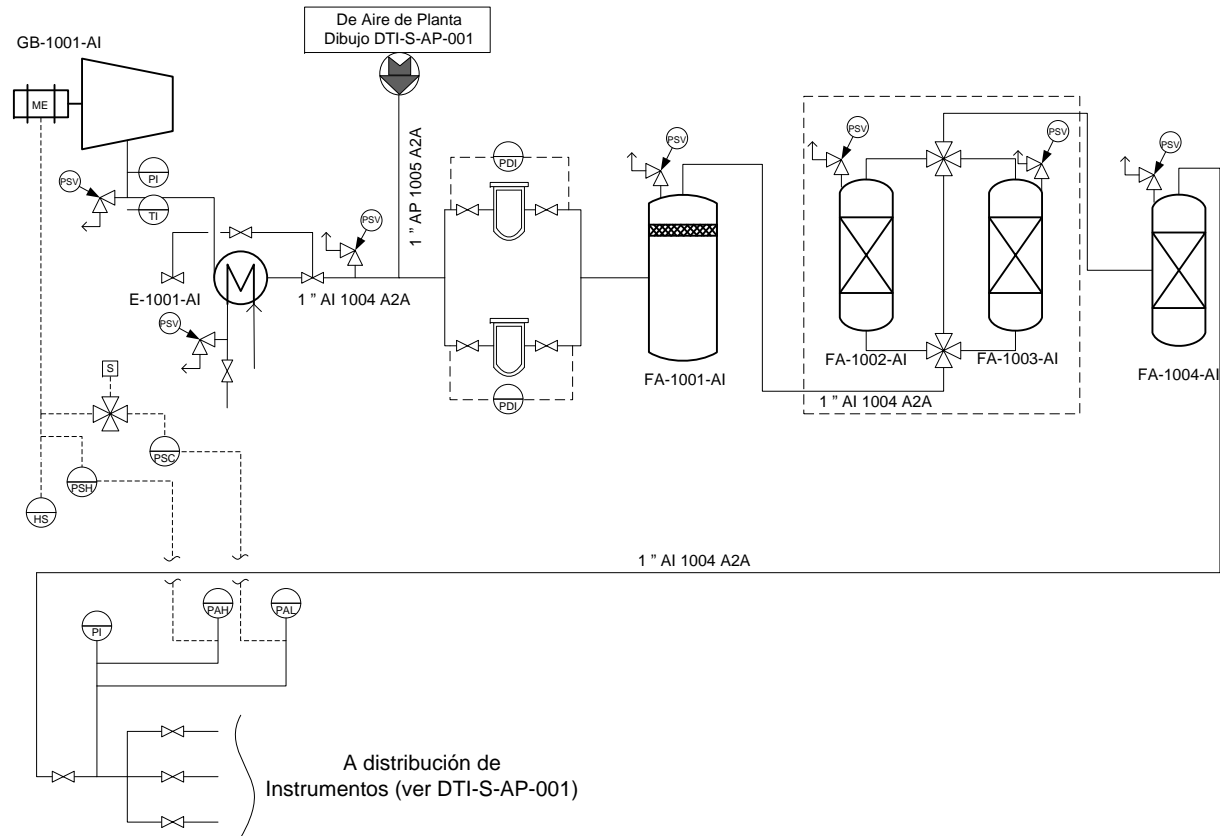 De Aire de Planta
Dibujo DTI-S-AP-001
GB-1001-AI
ME
PI
PSV
TI
1 " AP 1005 A2A
PDI
PSV
PSV
PSV
PSV
PSV
E-1001-AI
1 " AI 1004 A2A
PSV
PDI
FA-1001-AI
FA-1002-AI
FA-1003-AI
FA-1004-AI
1 " AI 1004 A2A
S
PSC
PSH
HS
1 " AI 1004 A2A
PI
PAH
PAL
A distribución de
Instrumentos (ver DTI-S-AP-001)